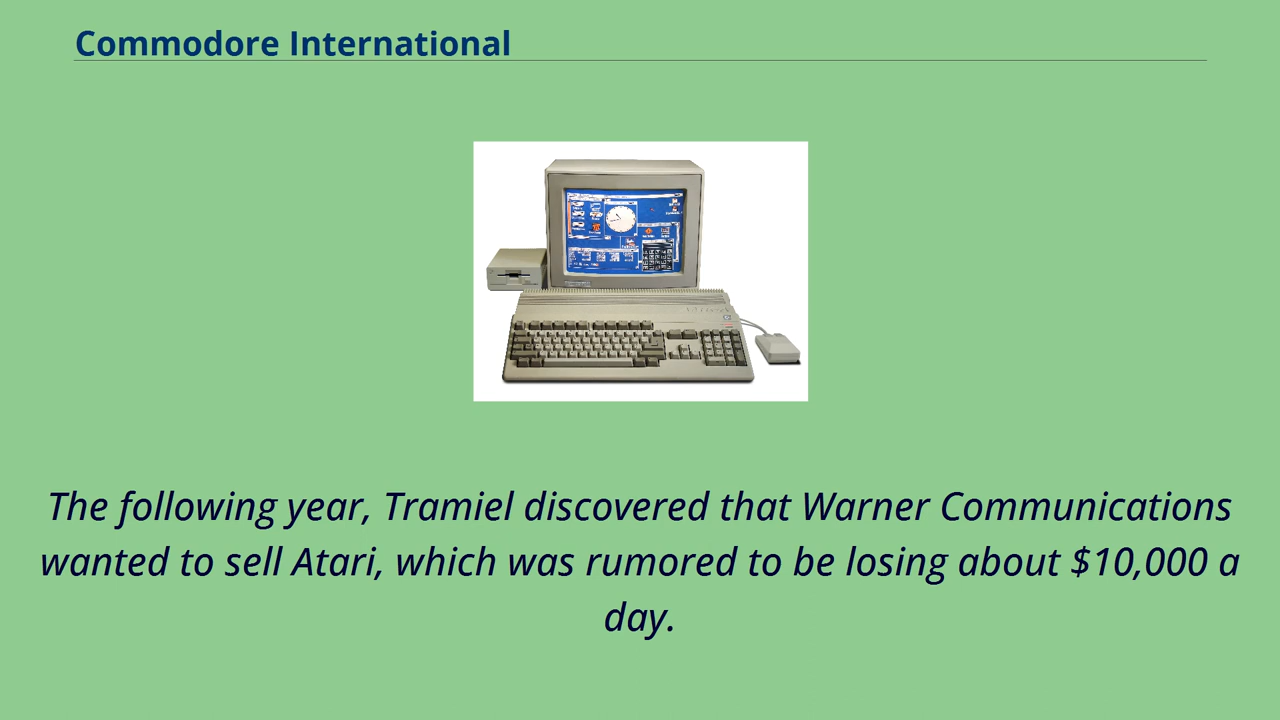 Commodore International
The following year, Tramiel discovered that Warner Communications
wanted to sell Atari, which was rumored to be losing about $10,000 a
day.